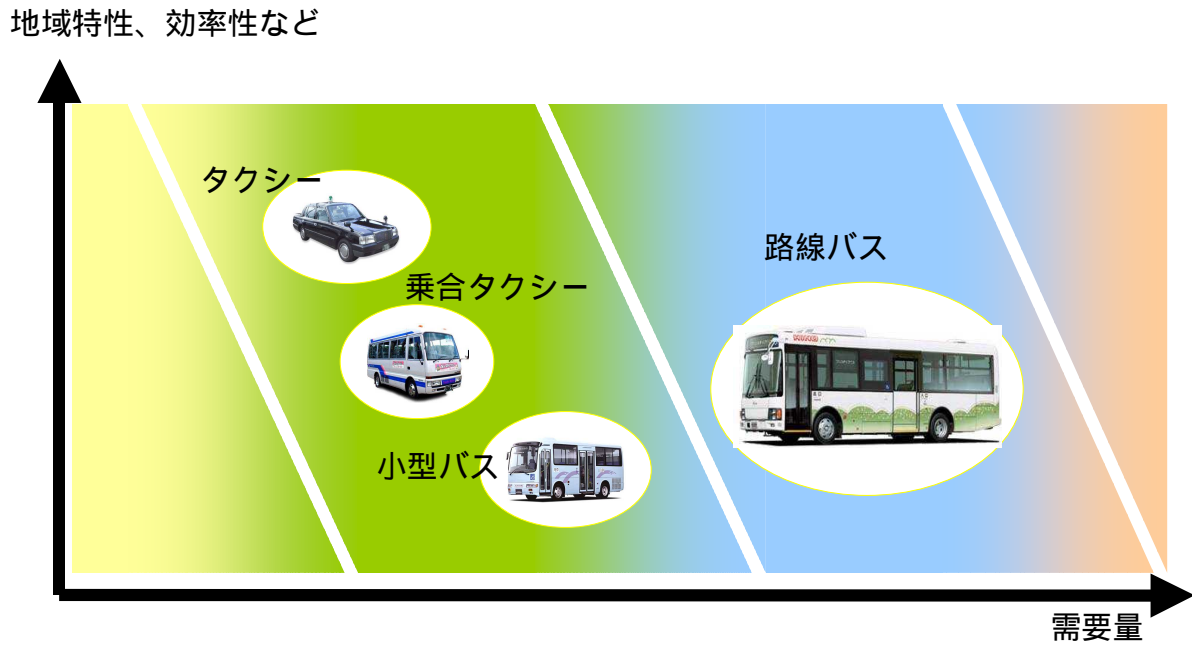 地域特性、効率性など
タクシー
路線バス
乗合タクシー
小型バス
需要量